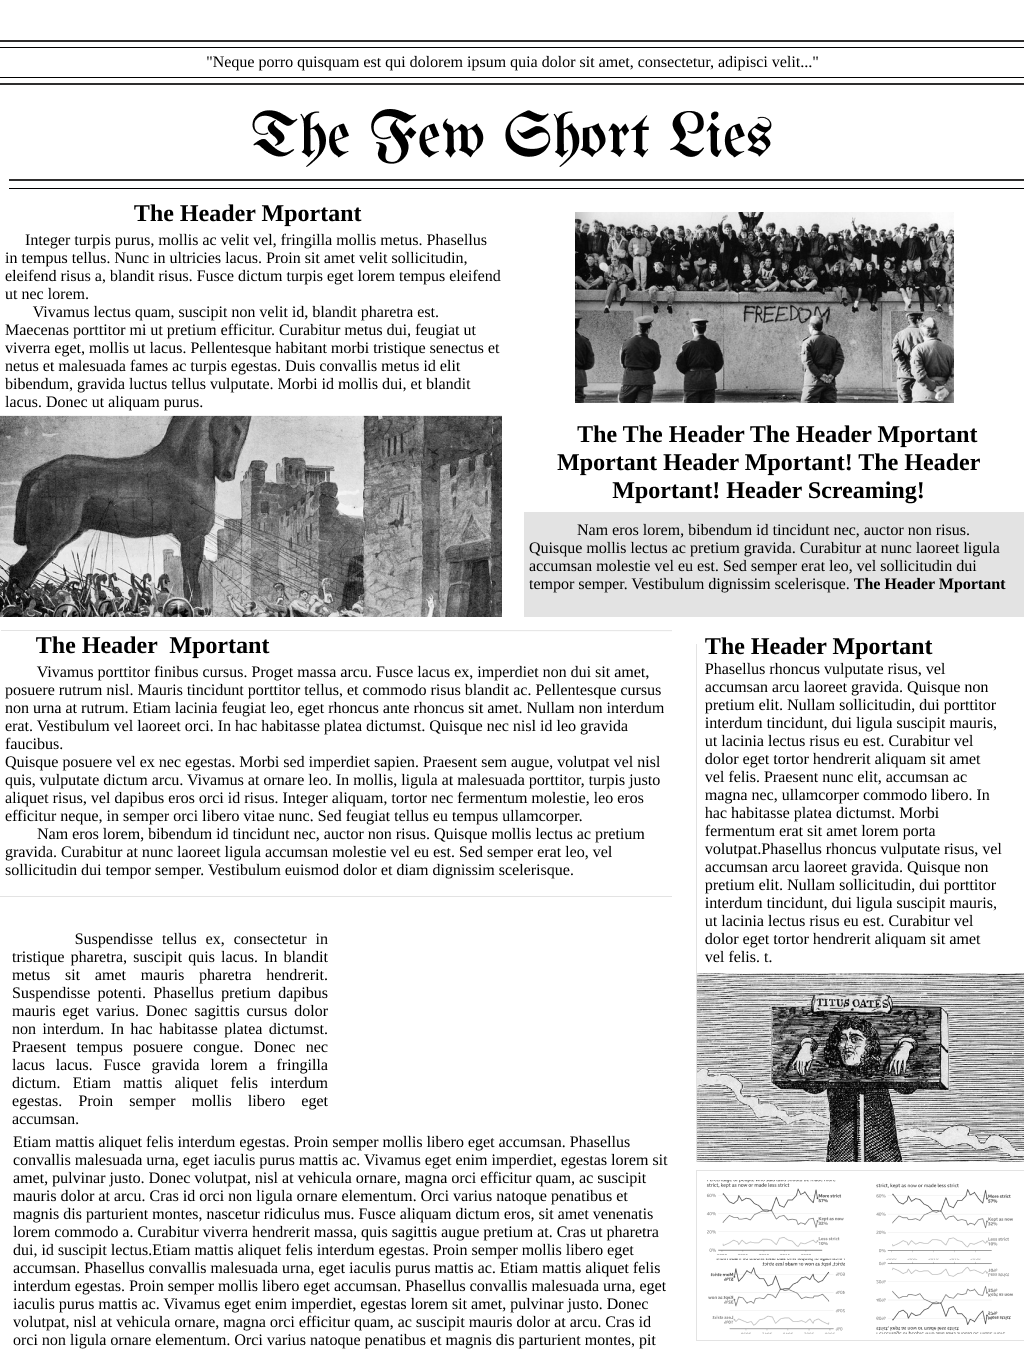 "Neque porro quisquam est qui dolorem ipsum quia dolor sit amet, consectetur, adipisci velit..."
The Few Short Lies
The Header Mportant
Integer turpis purus, mollis ac velit vel, fringilla mollis metus. Phasellus
in tempus tellus. Nunc in ultricies lacus. Proin sit amet velit sollicitudin,
eleifend risus a, blandit risus. Fusce dictum turpis eget lorem tempus eleifend
ut nec lorem.
Vivamus lectus quam, suscipit non velit id, blandit pharetra est.
Maecenas porttitor mi ut pretium efficitur. Curabitur metus dui, feugiat ut
viverra eget, mollis ut lacus. Pellentesque habitant morbi tristique senectus et
netus et malesuada fames ac turpis egestas. Duis convallis metus id elit
bibendum, gravida luctus tellus vulputate. Morbi id mollis dui, et blandit
lacus. Donec ut aliquam purus.
FREEDOM
The The Header The Header Mportant
Mportant Header Mportant! The Header
Mportant! Header Screaming!
Nam eros lorem, bibendum id tincidunt nec, auctor non risus.
Quisque mollis lectus ac pretium gravida. Curabitur at nunc laoreet ligula
accumsan molestie vel eu est. Sed semper erat leo, vel sollicitudin dui
tempor semper. Vestibulum dignissim scelerisque. The Header Mportant
The Header  Mportant
Vivamus porttitor finibus cursus. Proget massa arcu. Fusce lacus ex, imperdiet non dui sit amet,
posuere rutrum nisl. Mauris tincidunt porttitor tellus, et commodo risus blandit ac. Pellentesque cursus
non urna at rutrum. Etiam lacinia feugiat leo, eget rhoncus ante rhoncus sit amet. Nullam non interdum
erat. Vestibulum vel laoreet orci. In hac habitasse platea dictumst. Quisque nec nisl id leo gravida
faucibus.
Quisque posuere vel ex nec egestas. Morbi sed imperdiet sapien. Praesent sem augue, volutpat vel nisl
quis, vulputate dictum arcu. Vivamus at ornare leo. In mollis, ligula at malesuada porttitor, turpis justo
aliquet risus, vel dapibus eros orci id risus. Integer aliquam, tortor nec fermentum molestie, leo eros
efficitur neque, in semper orci libero vitae nunc. Sed feugiat tellus eu tempus ullamcorper.
Nam eros lorem, bibendum id tincidunt nec, auctor non risus. Quisque mollis lectus ac pretium
gravida. Curabitur at nunc laoreet ligula accumsan molestie vel eu est. Sed semper erat leo, vel
sollicitudin dui tempor semper. Vestibulum euismod dolor et diam dignissim scelerisque.
The Header Mportant
Phasellus rhoncus vulputate risus, vel
accumsan arcu laoreet gravida. Quisque non
pretium elit. Nullam sollicitudin, dui porttitor
interdum tincidunt, dui ligula suscipit mauris,
ut lacinia lectus risus eu est. Curabitur vel
dolor eget tortor hendrerit aliquam sit amet
vel felis. Praesent nunc elit, accumsan ac
magna nec, ullamcorper commodo libero. In
hac habitasse platea dictumst. Morbi
fermentum erat sit amet lorem porta
volutpat.Phasellus rhoncus vulputate risus, vel
accumsan arcu laoreet gravida. Quisque non
pretium elit. Nullam sollicitudin, dui porttitor
interdum tincidunt, dui ligula suscipit mauris,
ut lacinia lectus risus eu est. Curabitur vel
dolor eget tortor hendrerit aliquam sit amet
vel felis. t.
TITUS OATES
Suspendisse tellus ex, consectetur in
tristique pharetra, suscipit quis lacus. In blandit
metus sit amet mauris pharetra hendrerit.
Suspendisse potenti. Phasellus pretium dapibus
mauris eget varius. Donec sagittis cursus dolor
non interdum. In hac habitasse platea dictumst.
Praesent tempus posuere congue. Donec nec
lacus lacus. Fusce gravida lorem a fringilla
dictum. Etiam mattis aliquet felis interdum
egestas. Proin semper mollis libero eget
accumsan.
Etiam mattis aliquet felis interdum egestas. Proin semper mollis libero eget accumsan. Phasellus
convallis malesuada urna, eget iaculis purus mattis ac. Vivamus eget enim imperdiet, egestas lorem sit
amet, pulvinar justo. Donec volutpat, nisl at vehicula ornare, magna orci efficitur quam, ac suscipit
mauris dolor at arcu. Cras id orci non ligula ornare elementum. Orci varius natoque penatibus et
magnis dis parturient montes, nascetur ridiculus mus. Fusce aliquam dictum eros, sit amet venenatis
lorem commodo a. Curabitur viverra hendrerit massa, quis sagittis augue pretium at. Cras ut pharetra
dui, id suscipit lectus.Etiam mattis aliquet felis interdum egestas. Proin semper mollis libero eget
accumsan. Phasellus convallis malesuada urna, eget iaculis purus mattis ac. Etiam mattis aliquet felis
interdum egestas. Proin semper mollis libero eget accumsan. Phasellus convallis malesuada urna, eget
iaculis purus mattis ac. Vivamus eget enim imperdiet, egestas lorem sit amet, pulvinar justo. Donec
volutpat, nisl at vehicula ornare, magna orci efficitur quam, ac suscipit mauris dolor at arcu. Cras id
orci non ligula ornare elementum. Orci varius natoque penatibus et magnis dis parturient montes, pit
strict, kept as now or made less strict
More strict
57%
Kept as now
Less strict
strict, kept as now or made less strict
More strict
57%
Kept as now
Less strict